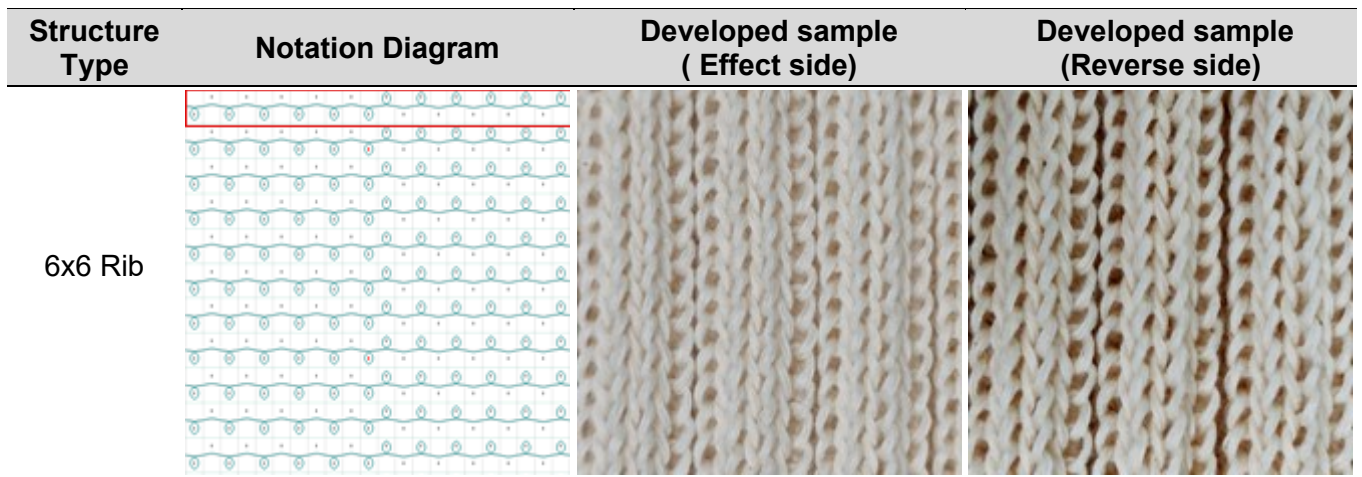 Structure
Type
Notation Diagram
Developed sample
( Effect side)
Developed sample
(Reverse side)
6x6 Rib